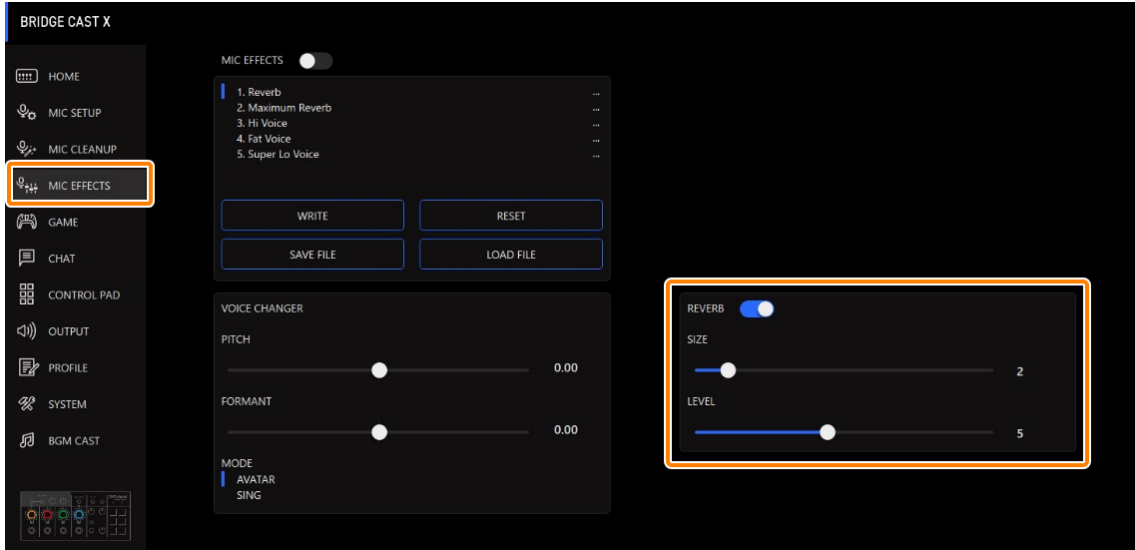 BRIDGE CAST X
HOME
MIC SETUP
MIC CLEANUP
MIC EFFECTS
GAME
CHAT
CONTROL PAD
OUTPUT
PROFILE
SYSTEM
BGM CAST
MIC EFFECTS
1. Reverb ...
2. Maximum Reverb ...
3. Hi Voice ...
4. Fat Voice ...
5. Super Lo Voice ...
WRITE RESET
SAVE FILE LOAD FILE
VOICE CHANGER
PITCH
0.00
FORMANT
0.00
MODE
AVATAR
SING
REVERB
SIZE
2
LEVEL
5